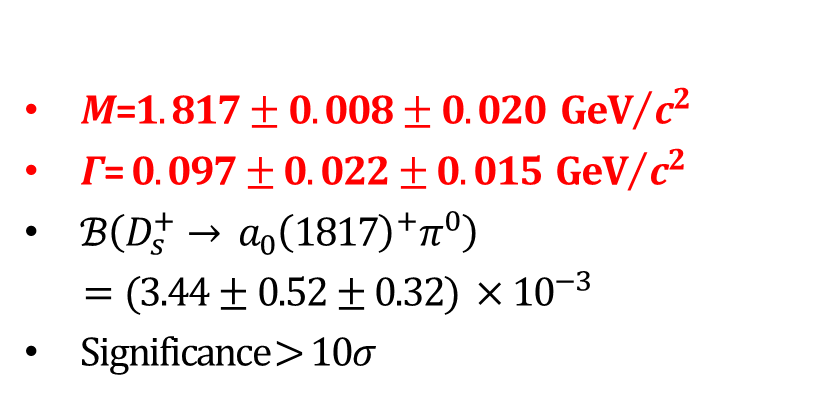 • M=1.817 ± 0.008 ± 0.020 GeV/c²
• Γ= 0.097 ± 0.022 ± 0.015 GeV/c²
• ℬ(D_s^+ → a_0(1817)^+π^0)
= (3.44 ± 0.52 ± 0.32) × 10^{−3}
• Significance> 10σ